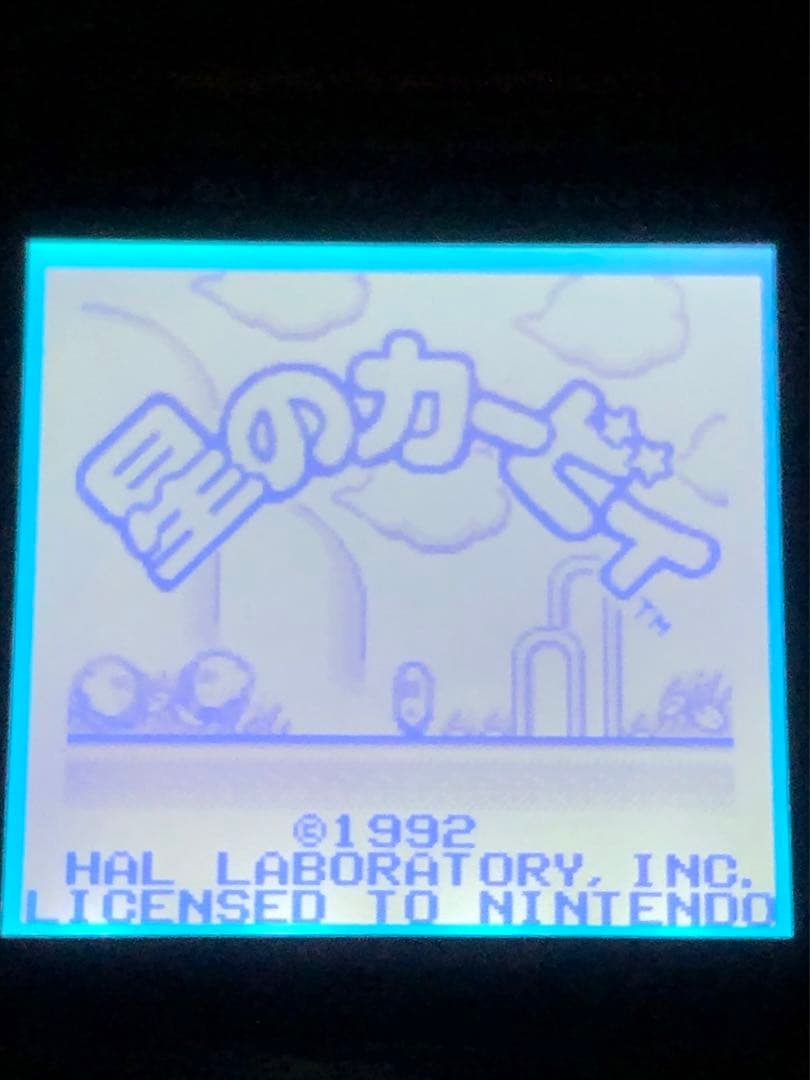 星のカービィ
TM
©1992
HAL LABORATORY, INC.
LICENSED TO NINTENDO